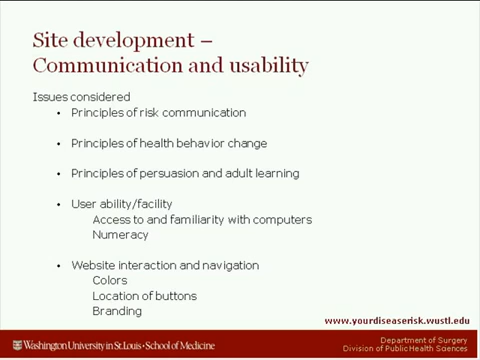 Site development –
Communication and usability
Issues considered
• Principles of risk communication
• Principles of health behavior change
• Principles of persuasion and adult learning
• User ability/facility
Access to and familiarity with computers
Numeracy
• Website interaction and navigation
Colors
Location of buttons
Branding
www.yourdiseaserisk.wustl.edu
Washington University in St. Louis • School of Medicine
Department of Surgery
Division of Public Health Sciences